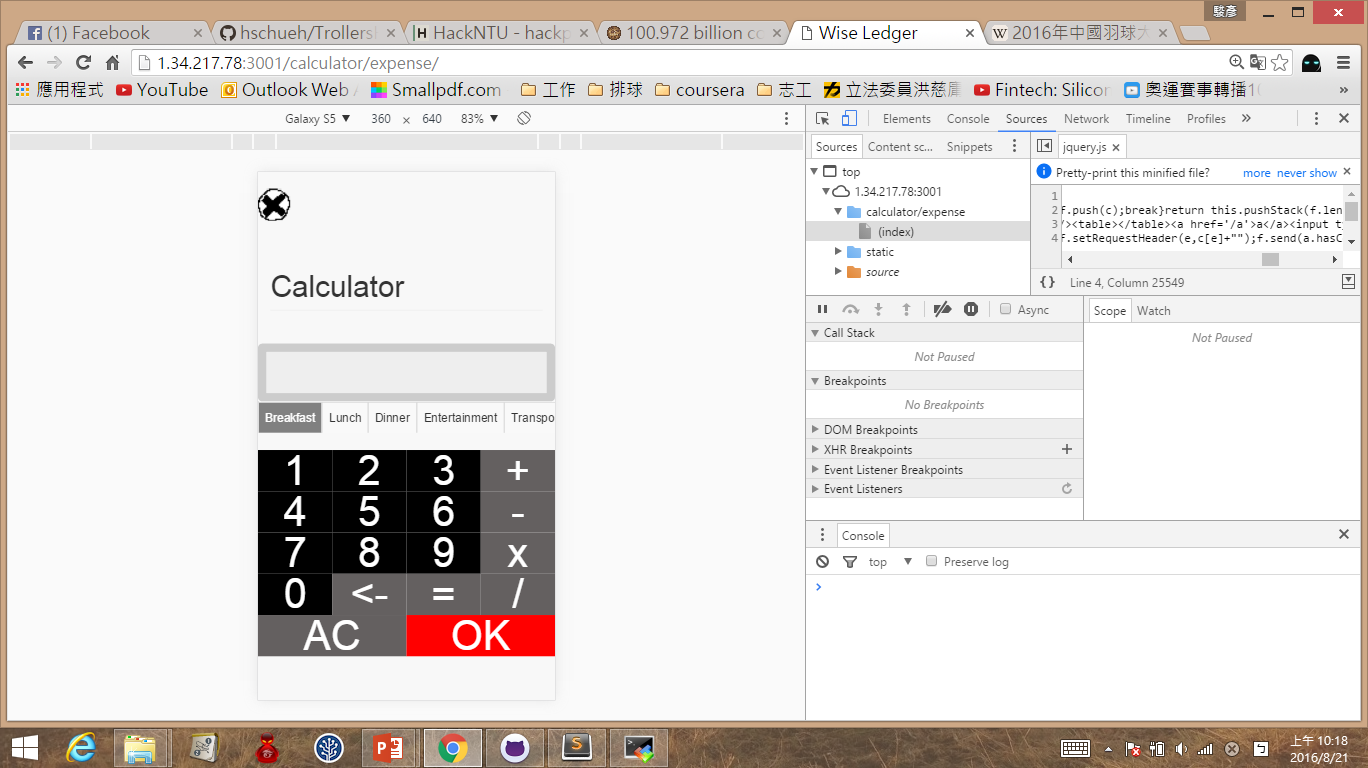 駿彥
(1) Facebook
hschueh/Trollers
HackNTU - hackp
100.972 billion co
Wise Ledger
2016年中國羽球大
1.34.217.78:3001/calculator/expense/
應用程式
YouTube
Outlook Web
Smallpdf.com
工作
排球
coursera
志工
立法委員洪慈庸
Fintech: Silicon
奧運賽事轉播1
»
Galaxy S5 ▼ 360 × 640 83% ▼
Elements Console Sources Network Timeline Profiles »
Sources Content sc... Snippets
jquery.js ×
top
1.34.217.78:3001
calculator/expense
(index)
static
source
Pretty-print this minified file? more never show ×
1
2 f.push(c);break}return this.pushStack(f.len
3 '><table></table><a href='/a'>a</a><input t
4 f.setRequestHeader(e,c[e]+"");f.send(a.hasC
{} Line 4, Column 25549
Async
Call Stack
Not Paused
Breakpoints
No Breakpoints
DOM Breakpoints
XHR Breakpoints +
Event Listener Breakpoints
Event Listeners
Scope Watch
Not Paused
Console
top ▼ Preserve log
>
Calculator
Breakfast Lunch Dinner Entertainment Transpo
1 2 3 +
4 5 6 -
7 8 9 x
0 <- = /
AC OK
上午 10:18
2016/8/21